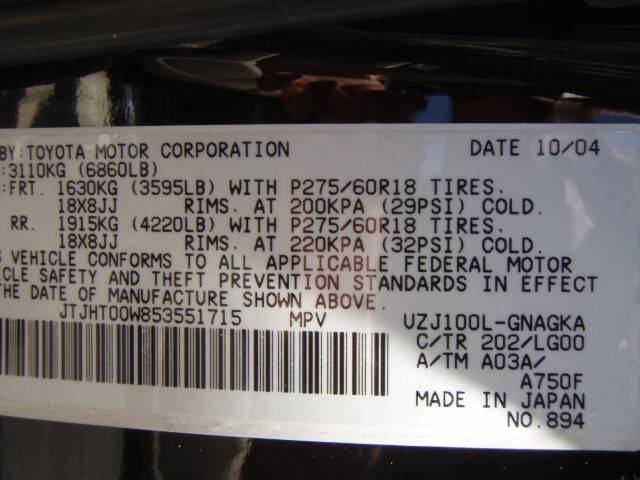 BY:TOYOTA MOTOR CORPORATION DATE 10/04
:3110KG (6860LB)
:FRT. 1630KG (3595LB) WITH P275/60R18 TIRES.
18X8JJ RIMS. AT 200KPA (29PSI) COLD.
RR. 1915KG (4220LB) WITH P275/60R18 TIRES.
18X8JJ RIMS. AT 220KPA (32PSI) COLD.
S VEHICLE CONFORMS TO ALL APPLICABLE FEDERAL MOTOR
ICLE SAFETY AND THEFT PREVENTION STANDARDS IN EFFECT
THE DATE OF MANUFACTURE SHOWN ABOVE.
JTJHT00W853551715 MPV UZJ100L-GNAGKA
C/TR 202/LG00
A/TM A03A/
A750F
MADE IN JAPAN
NO.894